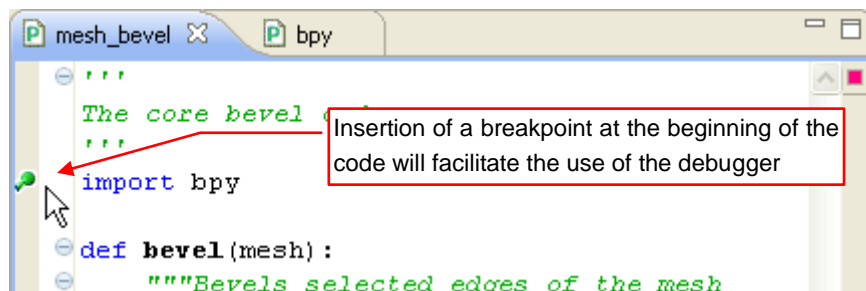 mesh_bevel bpy
'''
The core bevel
'''
Insertion of a breakpoint at the beginning of the
code will facilitate the use of the debugger
import bpy
def bevel(mesh):
"""Bevels selected edges of the mesh